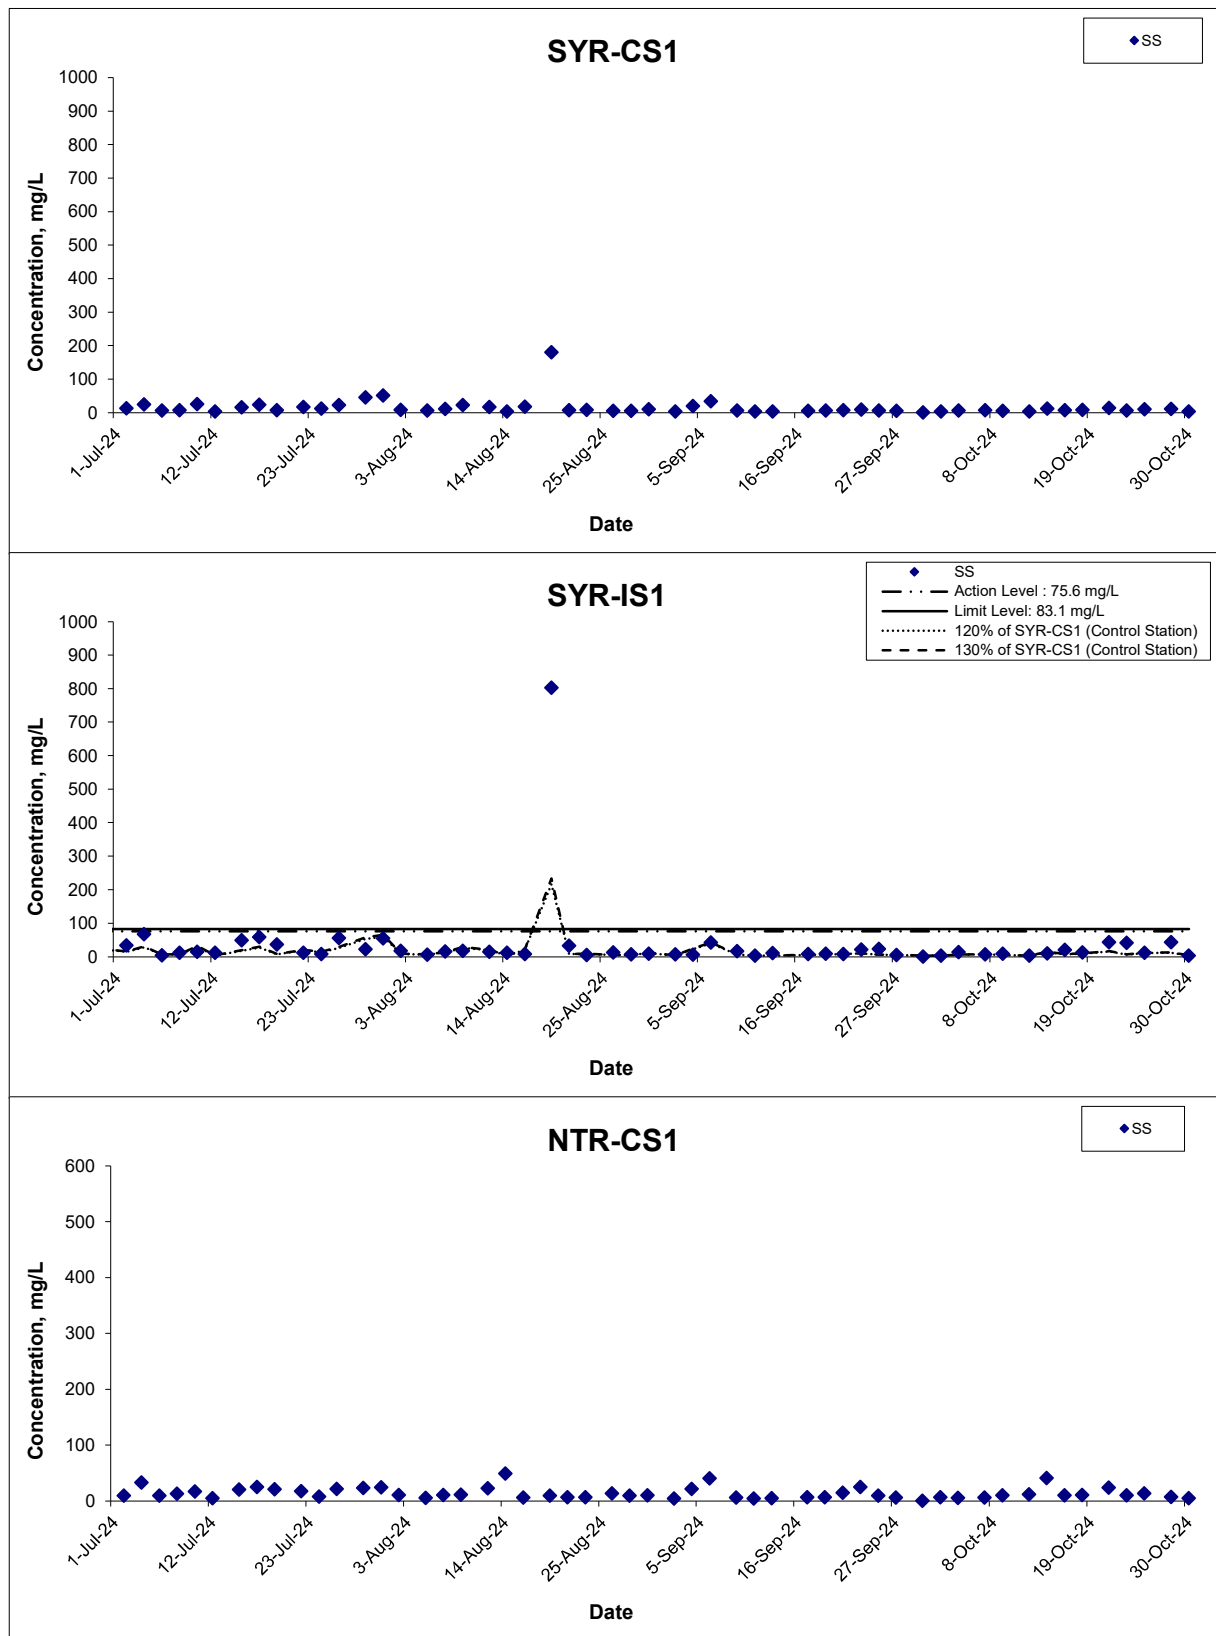 SYR-CS1
SS
Concentration, mg/L
1000
900
800
700
600
500
400
300
200
100
0
1-Jul-24
12-Jul-24
23-Jul-24
3-Aug-24
14-Aug-24
25-Aug-24
5-Sep-24
16-Sep-24
27-Sep-24
8-Oct-24
19-Oct-24
30-Oct-24
Date
SYR-IS1
SS
Action Level : 75.6 mg/L
Limit Level: 83.1 mg/L
120% of SYR-CS1 (Control Station)
130% of SYR-CS1 (Control Station)
Concentration, mg/L
1000
900
800
700
600
500
400
300
200
100
0
1-Jul-24
12-Jul-24
23-Jul-24
3-Aug-24
14-Aug-24
25-Aug-24
5-Sep-24
16-Sep-24
27-Sep-24
8-Oct-24
19-Oct-24
30-Oct-24
Date
NTR-CS1
SS
Concentration, mg/L
600
500
400
300
200
100
0
1-Jul-24
12-Jul-24
23-Jul-24
3-Aug-24
14-Aug-24
25-Aug-24
5-Sep-24
16-Sep-24
27-Sep-24
8-Oct-24
19-Oct-24
30-Oct-24
Date